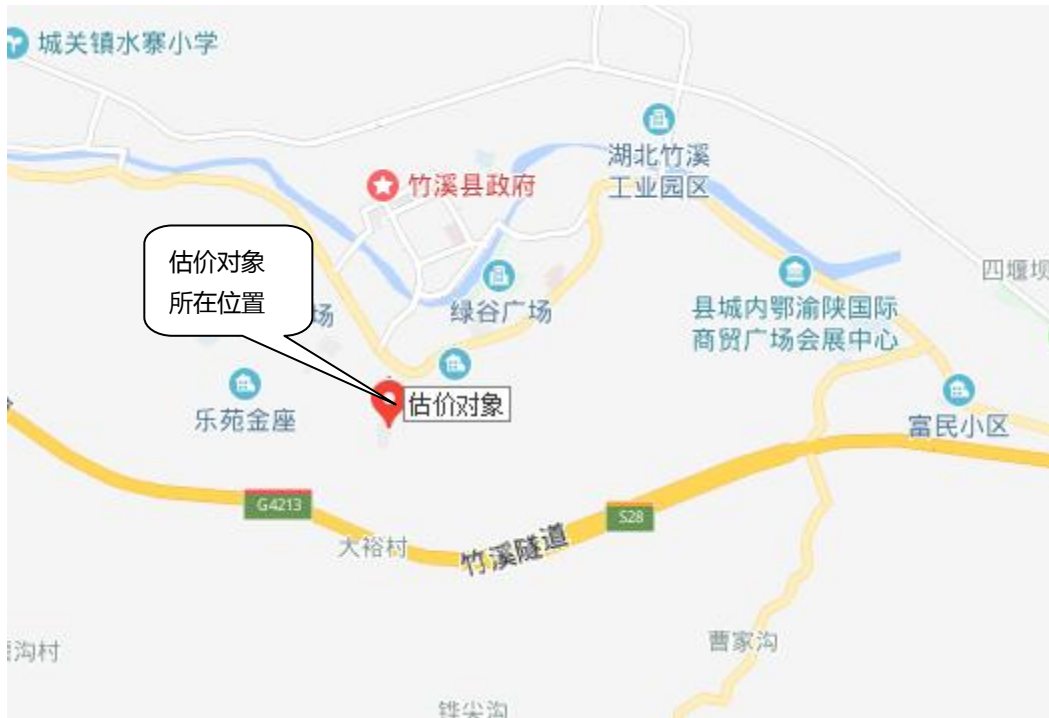 城关镇水寨小学
湖北竹溪
工业园区
竹溪县政府
估价对象
所在位置
场
绿谷广场
四堰坝
县城内鄂渝陕国际
商贸广场会展中心
乐苑金座
估价对象
富民小区
G4213
S28
大裕村
竹溪隧道
曹家沟
沟村
铧尖沟